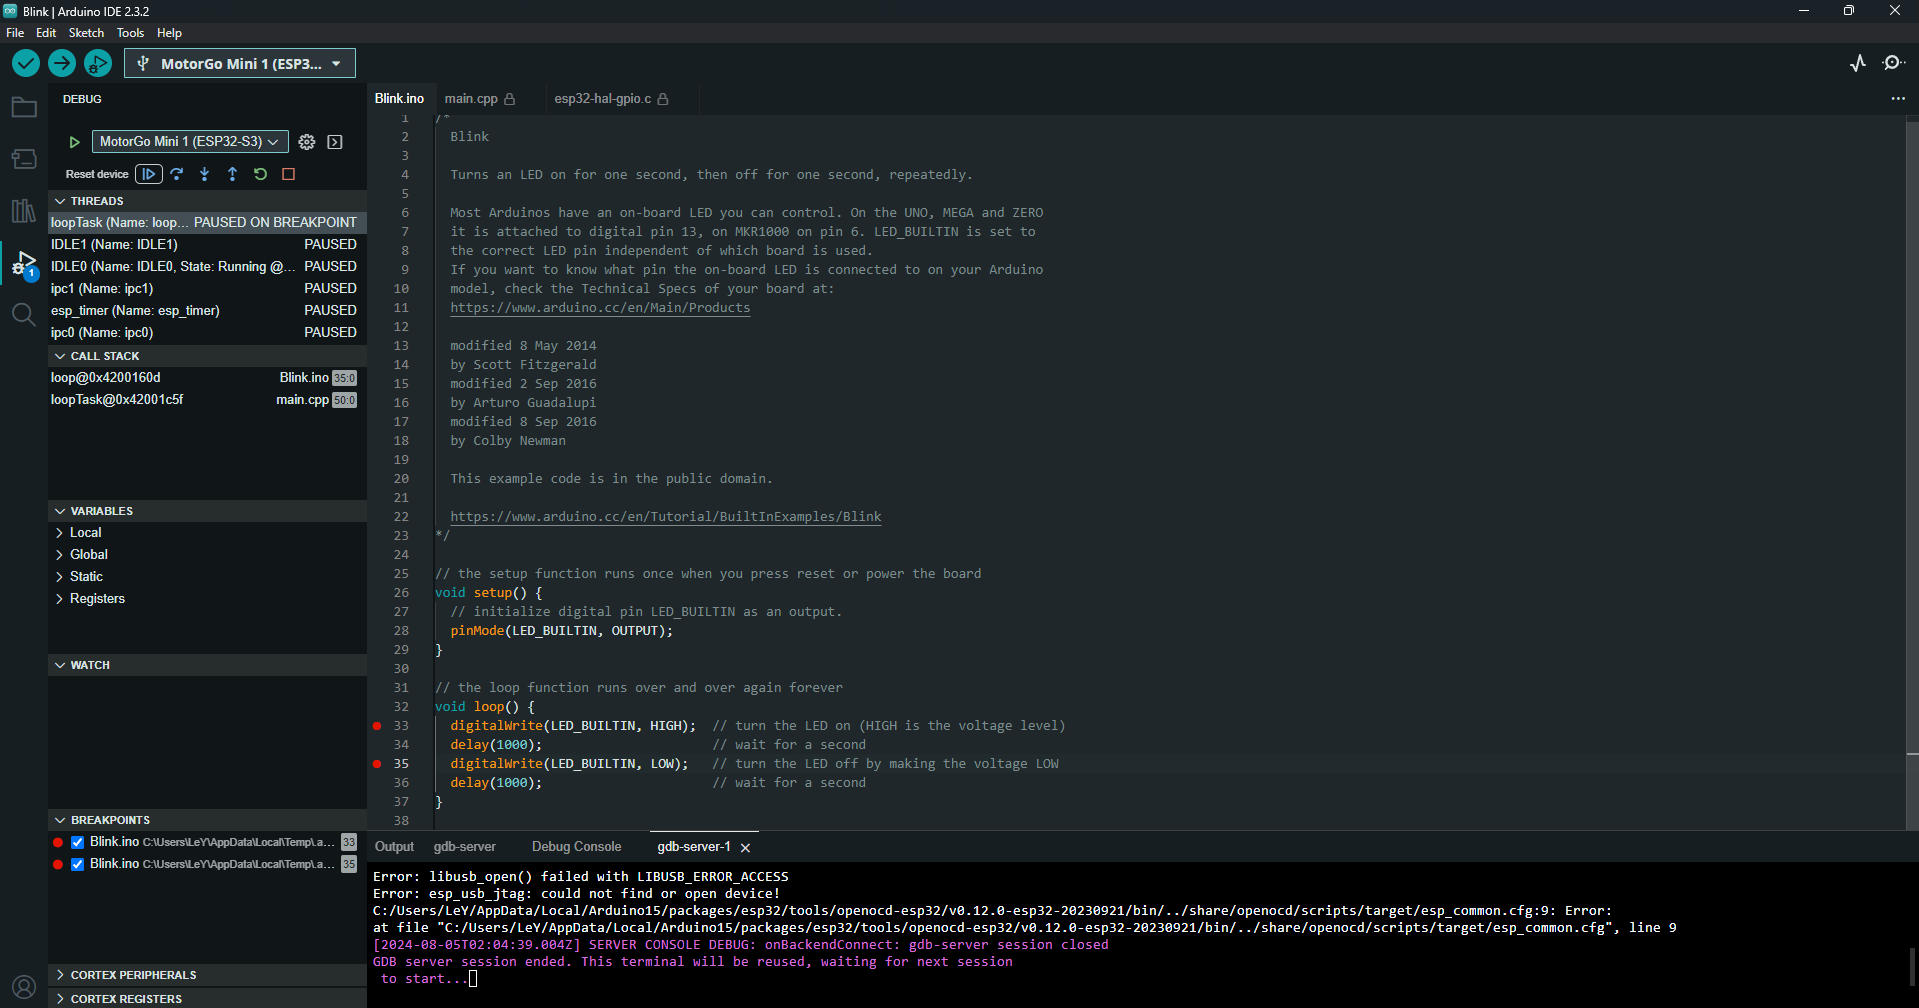 Blink | Arduino IDE 2.3.2
File Edit Sketch Tools Help
MotorGo Mini 1 (ESP3...
DEBUG
MotorGo Mini 1 (ESP32-S3)
Reset device
THREADS
loopTask (Name: loop... PAUSED ON BREAKPOINT
IDLE1 (Name: IDLE1) PAUSED
IDLE0 (Name: IDLE0, State: Running @... PAUSED
ipc1 (Name: ipc1) PAUSED
esp_timer (Name: esp_timer) PAUSED
ipc0 (Name: ipc0) PAUSED
CALL STACK
loop@0x4200160d Blink.ino 35:0
loopTask@0x42001c5f main.cpp 50:0
VARIABLES
Local
Global
Static
Registers
WATCH
BREAKPOINTS
Blink.ino C:\Users\LeY\AppData\Local\Temp\.a... 33
Blink.ino C:\Users\LeY\AppData\Local\Temp\.a... 35
CORTEX PERIPHERALS
CORTEX REGISTERS
1
Blink.ino main.cpp esp32-hal-gpio.c ...
1 /*
2 Blink
3
4 Turns an LED on for one second, then off for one second, repeatedly.
5
6 Most Arduinos have an on-board LED you can control. On the UNO, MEGA and ZERO
7 it is attached to digital pin 13, on MKR1000 on pin 6. LED_BUILTIN is set to
8 the correct LED pin independent of which board is used.
9 If you want to know what pin the on-board LED is connected to on your Arduino
10 model, check the Technical Specs of your board at:
11 https://www.arduino.cc/en/Main/Products
12
13 modified 8 May 2014
14 by Scott Fitzgerald
15 modified 2 Sep 2016
16 by Arturo Guadalupi
17 modified 8 Sep 2016
18 by Colby Newman
19
20 This example code is in the public domain.
21
22 https://www.arduino.cc/en/Tutorial/BuiltInExamples/Blink
23 */
24
25 // the setup function runs once when you press reset or power the board
26 void setup() {
27 // initialize digital pin LED_BUILTIN as an output.
28 pinMode(LED_BUILTIN, OUTPUT);
29 }
30
31 // the loop function runs over and over again forever
32 void loop() {
33 digitalWrite(LED_BUILTIN, HIGH); // turn the LED on (HIGH is the voltage level)
34 delay(1000); // wait for a second
35 digitalWrite(LED_BUILTIN, LOW); // turn the LED off by making the voltage LOW
36 delay(1000); // wait for a second
37 }
38
Output gdb-server Debug Console gdb-server-1
Error: libusb_open() failed with LIBUSB_ERROR_ACCESS
Error: esp_usb_jtag: could not find or open device!
C:/Users/LeY/AppData/Local/Arduino15/packages/esp32/tools/openocd-esp32/v0.12.0-esp32-20230921/bin/../share/openocd/scripts/target/esp_common.cfg:9: Error:
at file "C:/Users/LeY/AppData/Local/Arduino15/packages/esp32/tools/openocd-esp32/v0.12.0-esp32-20230921/bin/../share/openocd/scripts/target/esp_common.cfg", line 9
[2024-08-05T02:04:39.004Z] SERVER CONSOLE DEBUG: onBackendConnect: gdb-server session closed
GDB server session ended. This terminal will be reused, waiting for next session
to start...